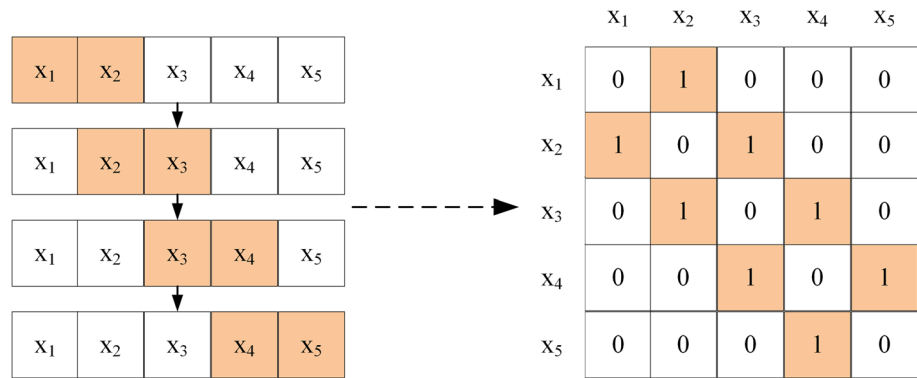 x₁ x₂ x₃ x₄ x₅
x₁ x₂ x₃ x₄ x₅
x₁ x₂ x₃ x₄ x₅
x₁ x₂ x₃ x₄ x₅
x₁ x₂ x₃ x₄ x₅
x₁ 0 1 0 0 0
x₂ 1 0 1 0 0
x₃ 0 1 0 1 0
x₄ 0 0 1 0 1
x₅ 0 0 0 1 0